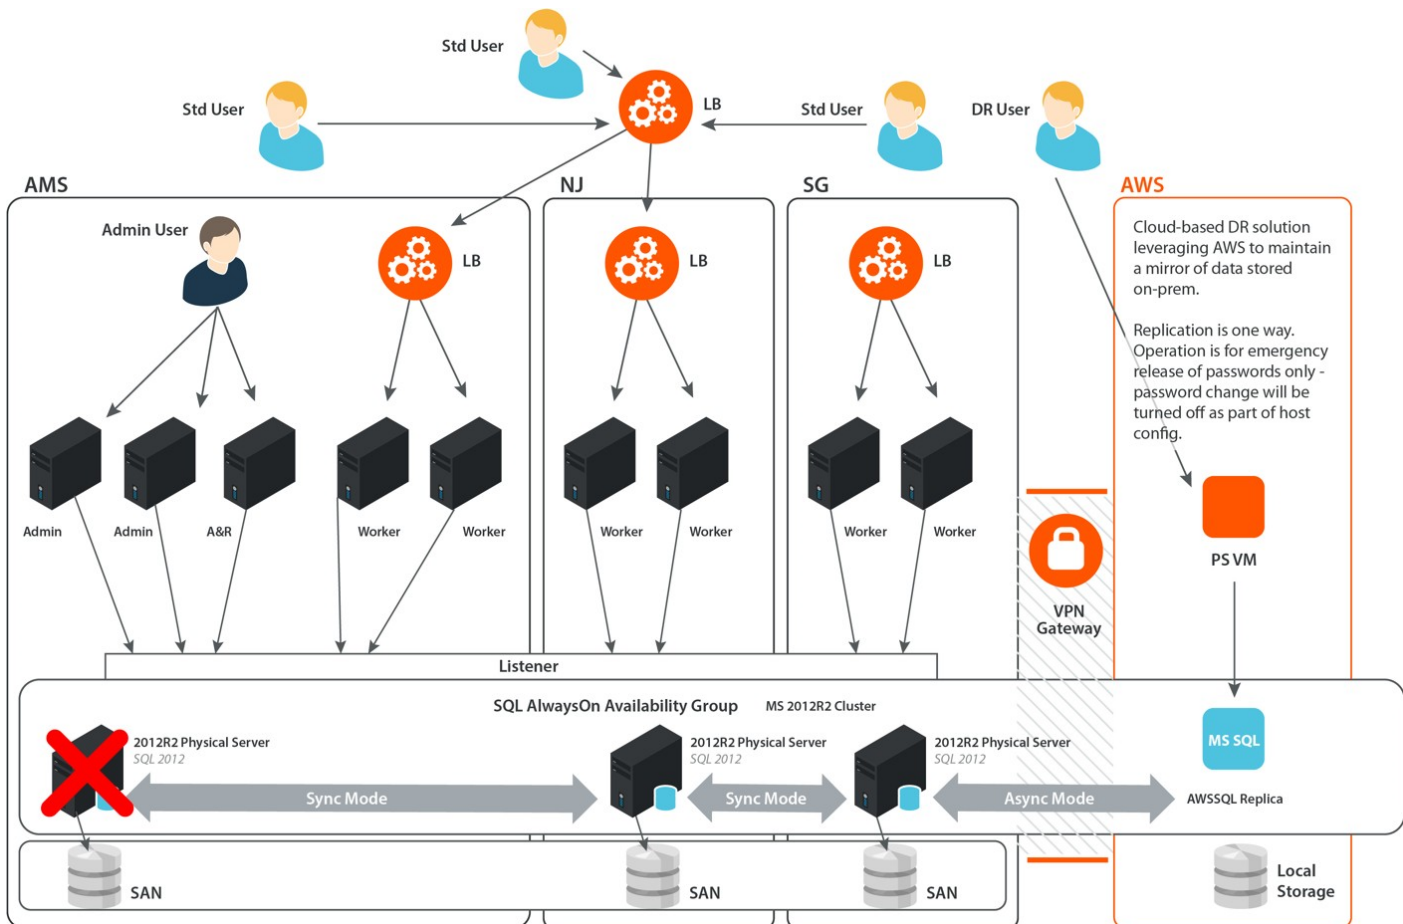 Std User
LB
Std User
Std User
DR User
AMS
NJ
SG
AWS
Admin User
LB
LB
LB
Cloud-based DR solution
leveraging AWS to maintain
a mirror of data stored
on-prem.
Replication is one way.
Operation is for emergency
release of passwords only -
password change will be
turned off as part of host
config.
Admin
Admin
A&R
Worker
Worker
Worker
Worker
Worker
Worker
PS VM
VPN
Gateway
Listener
SQL AlwaysOn Availability Group
MS 2012R2 Cluster
2012R2 Physical Server
SQL 2012
2012R2 Physical Server
SQL 2012
2012R2 Physical Server
SQL 2012
MS SQL
Sync Mode
Sync Mode
Async Mode
AWSSQL Replica
SAN
SAN
SAN
Local
Storage